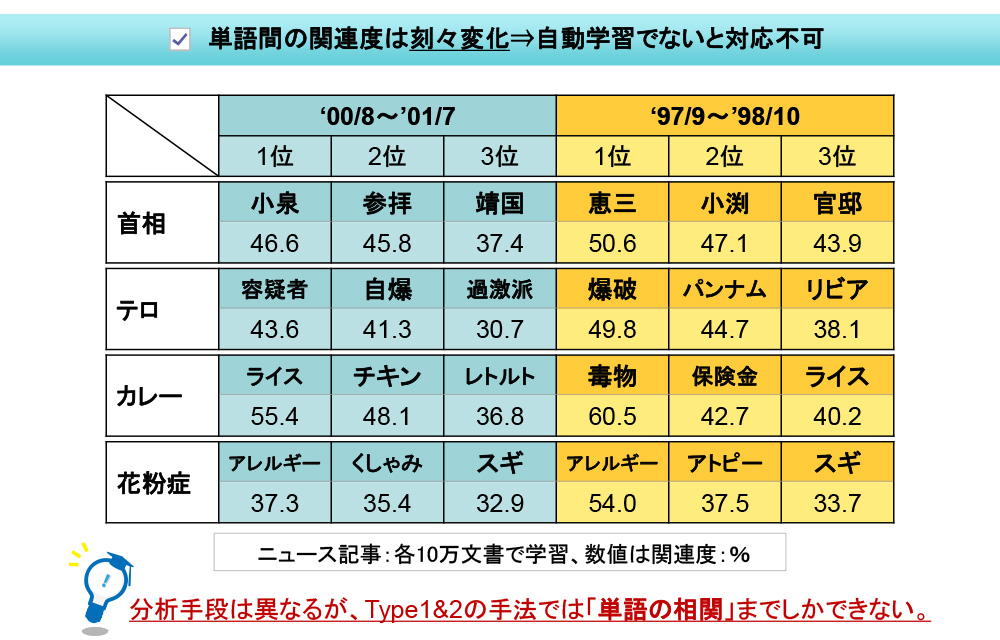 単語間の関連度は刻々変化⇒自動学習でないと対応不可
‘00/8～’01/7 ‘97/9～’98/10
1位 2位 3位 1位 2位 3位
首相 小泉 参拝 靖国 恵三 小渕 官邸
46.6 45.8 37.4 50.6 47.1 43.9
テロ 容疑者 自爆 過激派 爆破 パンナム リビア
43.6 41.3 30.7 49.8 44.7 38.1
カレー ライス チキン レトルト 毒物 保険金 ライス
55.4 48.1 36.8 60.5 42.7 40.2
花粉症 アレルギー くしゃみ スギ アレルギー アトピー スギ
37.3 35.4 32.9 54.0 37.5 33.7
ニュース記事：各10万文書で学習、数値は関連度：％
分析手段は異なるが、Type1&2の手法では「単語の相関」までしかできない。